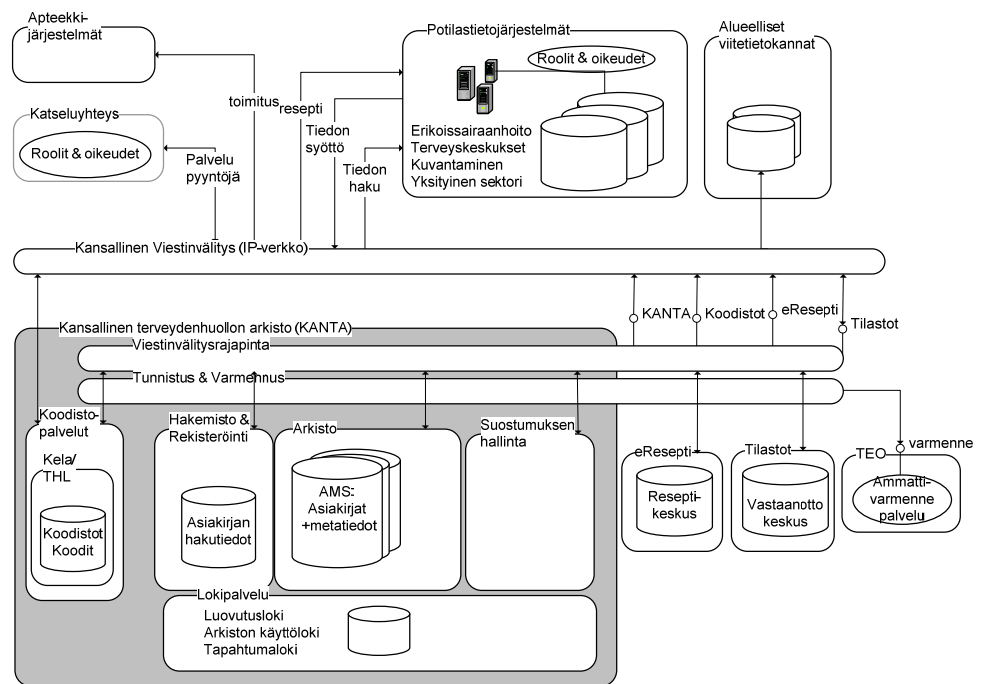 Apteekki-
järjestelmät
Katseluyhteys
Roolit & oikeudet
Palvelu
pyyntöjä
toimitus
resepti
Tiedon
syöttö
Tiedon
haku
Potilastietojärjestelmät
Roolit & oikeudet
Erikoissairaanhoito
Terveyskeskukset
Kuvantaminen
Yksityinen sektori
Alueelliset
viitetietokannat
Kansallinen Viestinvälitys (IP-verkko)
KANTA
Koodistot
eResepti
Tilastot
Kansallinen terveydenhuollon arkisto (KANTA)
Viestinvälitysrajapinta
Tunnistus & Varmennus
Koodisto-
palvelut
Kela/
THL
Koodistot
Koodit
Hakemisto &
Rekisteröinti
Asiakirjan
hakutiedot
Arkisto
AMS:
Asiakirjat
+metatiedot
Suostumuksen
hallinta
eResepti
Resepti-
keskus
Tilastot
Vastaanotto
keskus
varmenne
TEO
Ammatti-
varmenne
palvelu
Lokipalvelu
Luovutusloki
Arkiston käyttöloki
Tapahtumaloki